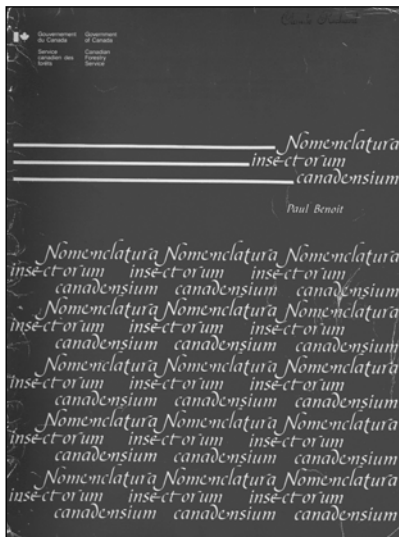 Gouvernement
du Canada
Government
of Canada
Service
canadien des
forêts
Canadian
Forestry
Service
Nomenclatura
insectorum
canadensium
Paul Benoit
Nomenclatura Nomenclatura Nomenclatura
insectorum insectorum insectorum
canadensium canadensium canadensium
Nomenclatura Nomenclatura Nomenclatura
insectorum insectorum insectorum
canadensium canadensium canadensium
Nomenclatura Nomenclatura Nomenclatura
insectorum insectorum insectorum
canadensium canadensium canadensium
Nomenclatura Nomenclatura Nomenclatura
insectorum insectorum insectorum
canadensium canadensium canadensium
Nomenclatura Nomenclatura Nomenclatura
insectorum insectorum insectorum
canadensium canadensium canadensium